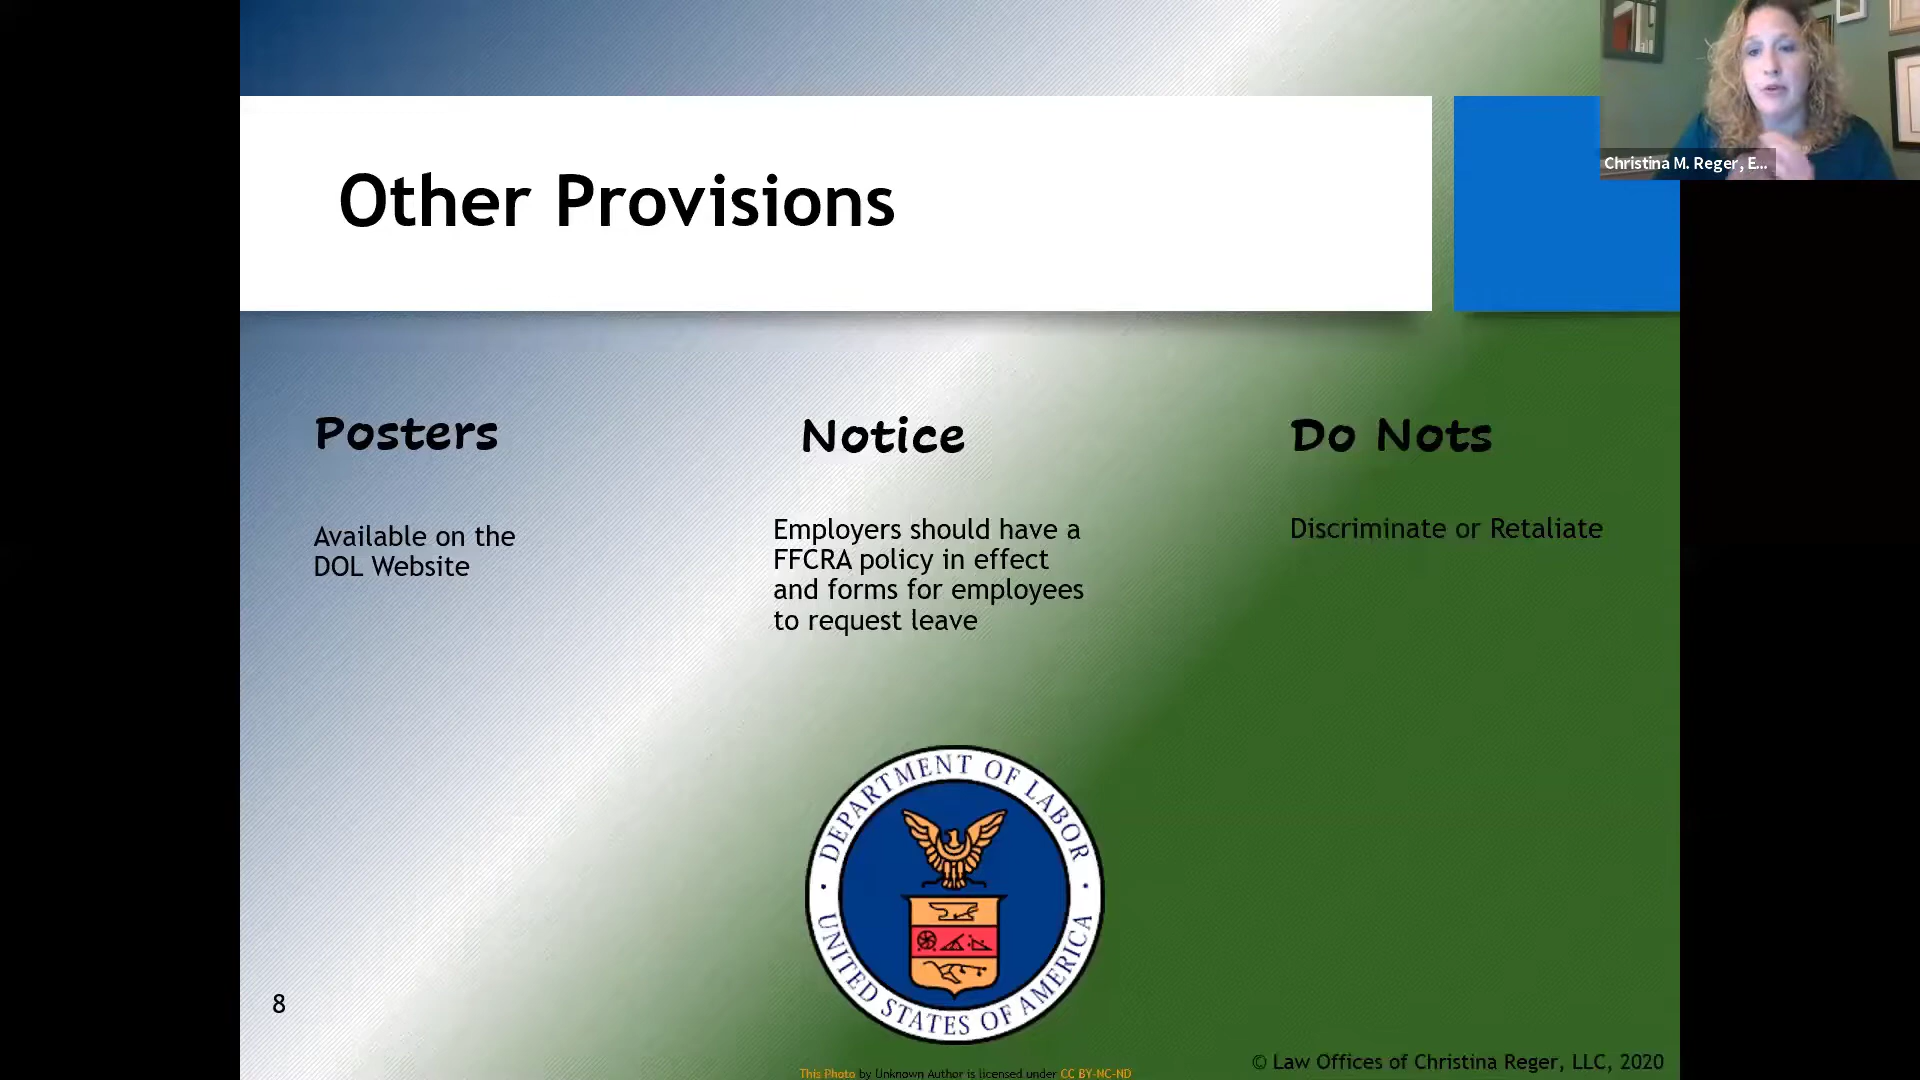 Christina M. Reger, E...
Other Provisions
Posters
Available on the
DOL Website
Notice
Employers should have a
FFCRA policy in effect
and forms for employees
to request leave
Do Nots
Discriminate or Retaliate
DEPARTMENT OF LABOR
UNITED STATES OF AMERICA
8
This Photo by Unknown Author is licensed under CC BY-NC-ND
© Law Offices of Christina Reger, LLC, 2020